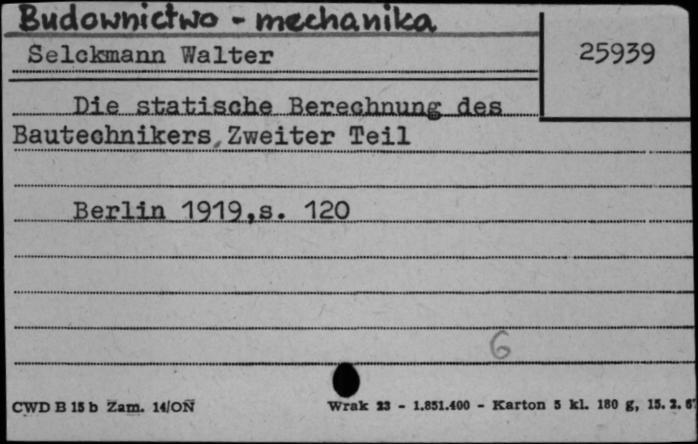 Budownictwo - mechanika
Selckmann Walter
25939
Die statische Berechnung des
Bautechnikers, Zweiter Teil
Berlin 1919, s. 120
6
CWD B 15 b Zam. 14/ON
Wrak 23 - 1.851.400 - Karton 5 kl. 180 g, 15. 2.